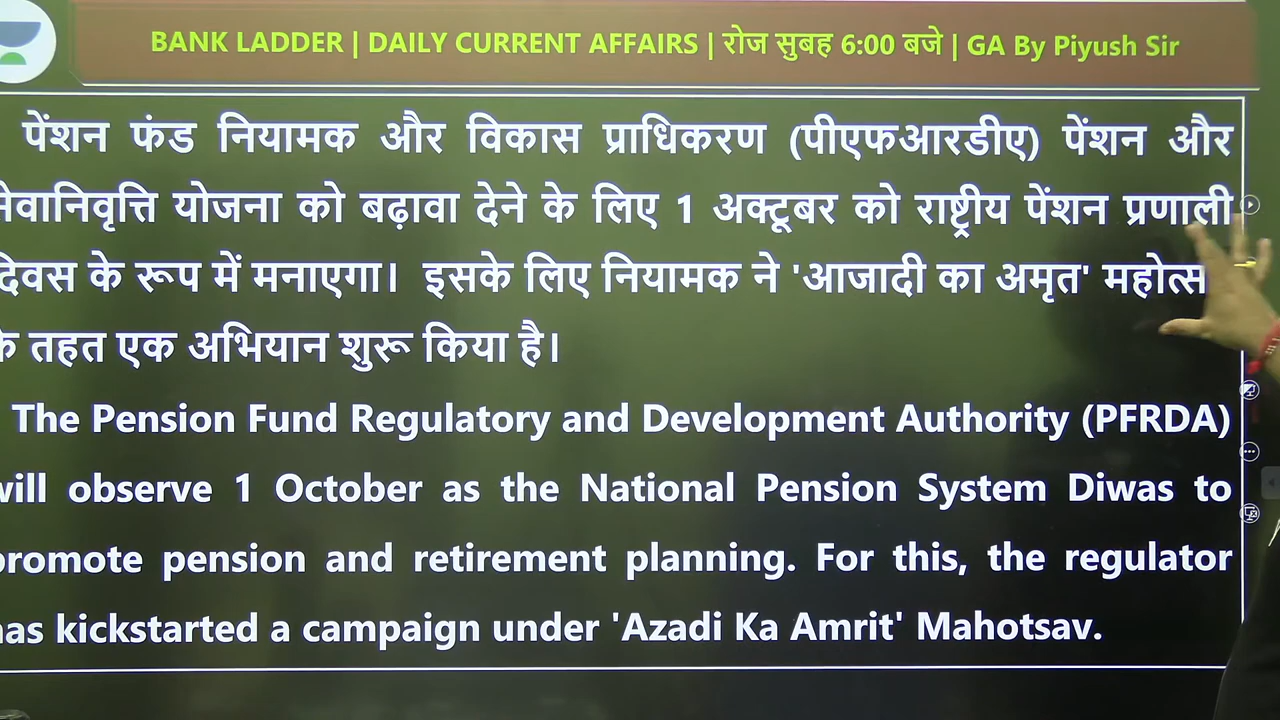 BANK LADDER | DAILY CURRENT AFFAIRS | रोज सुबह 6:00 बजे | GA By Piyush Sir
पेंशन फंड नियामक और विकास प्राधिकरण (पीएफआरडीए) पेंशन और
योजना को बढ़ावा देने के लिए 1 अक्टूबर को राष्ट्रीय पेंशन प्रणाली
के रूप में मनाएगा। इसके लिए नियामक ने 'आजादी का अमृत'
तहत एक अभियान शुरू किया है।
The Pension Fund Regulatory and Development Authority (PFRDA)
will observe 1 October as the National Pension System Diwas to
promote pension and retirement planning. For this, the regulator
has kickstarted a campaign under 'Azadi Ka Amrit' Mahotsav.